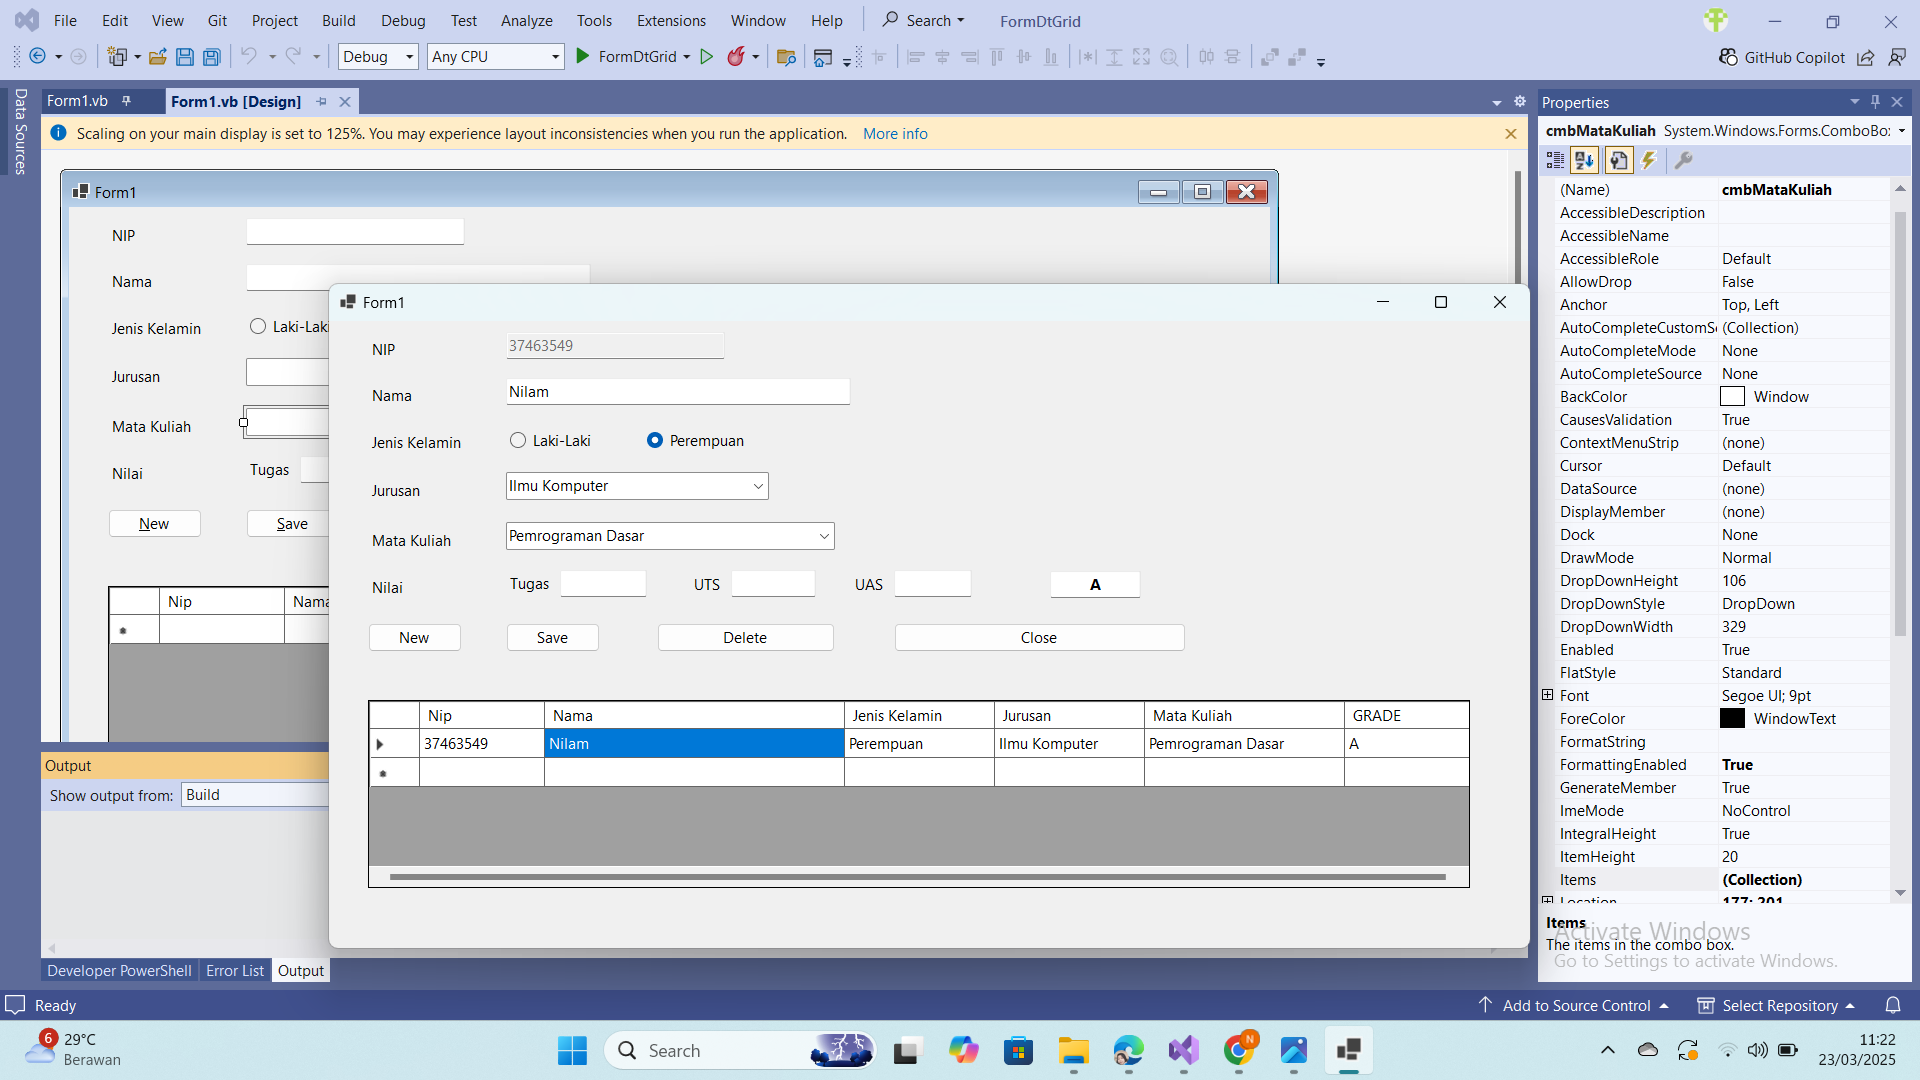 File Edit View Git Project Build Debug Test Analyze Tools Extensions Window Help Search FormDtGrid
Debug Any CPU FormDtGrid GitHub Copilot
Data Sources
Form1.vb Form1.vb [Design]
Scaling on your main display is set to 125%. You may experience layout inconsistencies when you run the application. More info
Form1
NIP
Nama
Jenis Kelamin Laki-Laki
Jurusan
Mata Kuliah
Nilai Tugas
New Save
Nip Nama
Output
Show output from: Build
Developer PowerShell Error List Output
Form1
NIP 37463549
Nama Nilam
Jenis Kelamin Laki-Laki Perempuan
Jurusan Ilmu Komputer
Mata Kuliah Pemrograman Dasar
Nilai Tugas UTS UAS A
New Save Delete Close
Nip Nama Jenis Kelamin Jurusan Mata Kuliah GRADE
37463549 Nilam Perempuan Ilmu Komputer Pemrograman Dasar A
Properties
cmbMataKuliah System.Windows.Forms.ComboBo
(Name) cmbMataKuliah
AccessibleDescription
AccessibleName
AccessibleRole Default
AllowDrop False
Anchor Top, Left
AutoCompleteCustomS (Collection)
AutoCompleteMode None
AutoCompleteSource None
BackColor Window
CausesValidation True
ContextMenuStrip (none)
Cursor Default
DataSource (none)
DisplayMember (none)
Dock None
DrawMode Normal
DropDownHeight 106
DropDownStyle DropDown
DropDownWidth 329
Enabled True
FlatStyle Standard
Font Segoe UI; 9pt
ForeColor WindowText
FormatString
FormattingEnabled True
GenerateMember True
ImeMode NoControl
IntegralHeight True
ItemHeight 20
Items (Collection)
Location 177; 201
Items
The items in the combo box.
Activate Windows
Go to Settings to activate Windows.
Ready Add to Source Control Select Repository
6 29°C
Berawan
Search
N
11:22
23/03/2025